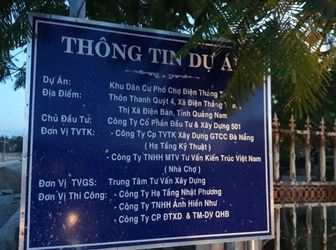 THÔNG TIN DỰ Á
Dự Án: Khu Dân Cư Phố Chợ Điện Thắng
Địa Điểm: Thôn Thanh Quýt 4, Xã Điện Thắng
Thị Xã Điện Bàn, Tỉnh Quảng Nam
Chủ Đầu Tư: Công Ty Cổ Phần Đầu Tư & Xây Dựng 501
Đơn Vị TVTK: - Công Ty Cp TVTK Xây Dựng GTCC Đà Nẵng
( Hạ Tầng Kỹ Thuật )
- Công Ty TNHH MTV Tư Vấn Kiến Trúc Việt Nam
( Nhà Chợ )
Đơn Vị TVGS: Trung Tâm Tư Vấn Xây Dựng
Đơn Vị Thi Công: - Công Ty Hạ Tầng Nhật Phương
- Công Ty TNHH Ánh Hiển Như
- Công Ty CP ĐTXD & TM-DV QHB